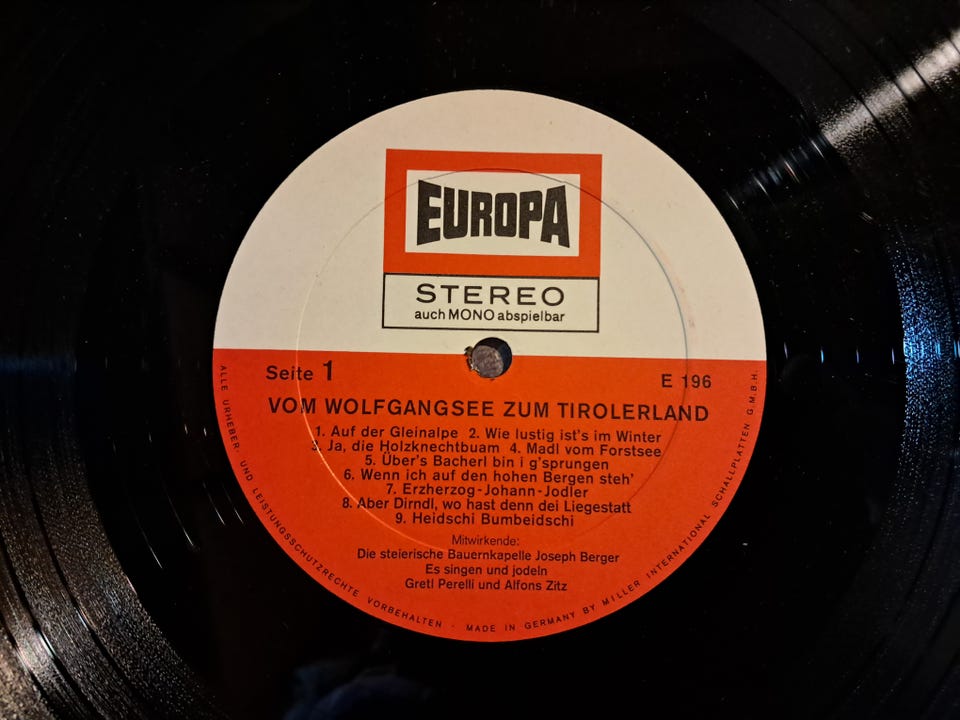 EUROPA
STEREO
auch MONO abspielbar
Seite 1
E 196
VOM WOLFGANGSEE ZUM TIROLERLAND
1. Auf der Gleinalpe 2. Wie lustig ist's im Winter
3. Ja, die Holzknechtbuam 4. Madl vom Forstsee
5. Über's Bacherl bin i g'sprungen
6. Wenn ich auf den hohen Bergen steh'
7. Erzherzog-Johann-Jodler
8. Aber Dirndl, wo hast denn dei Liegestatt
9. Heidschi Bumbeidschi
Mitwirkende:
Die steierische Bauernkapelle Joseph Berger
Es singen und jodeln
Gretl Perelli und Alfons Zitz
ALLE URHEBER- UND LEISTUNGSSCHUTZRECHTE VORBEHALTEN · MADE IN GERMANY BY MILLER INTERNATIONAL SCHALLPLATTEN G.M.B.H.